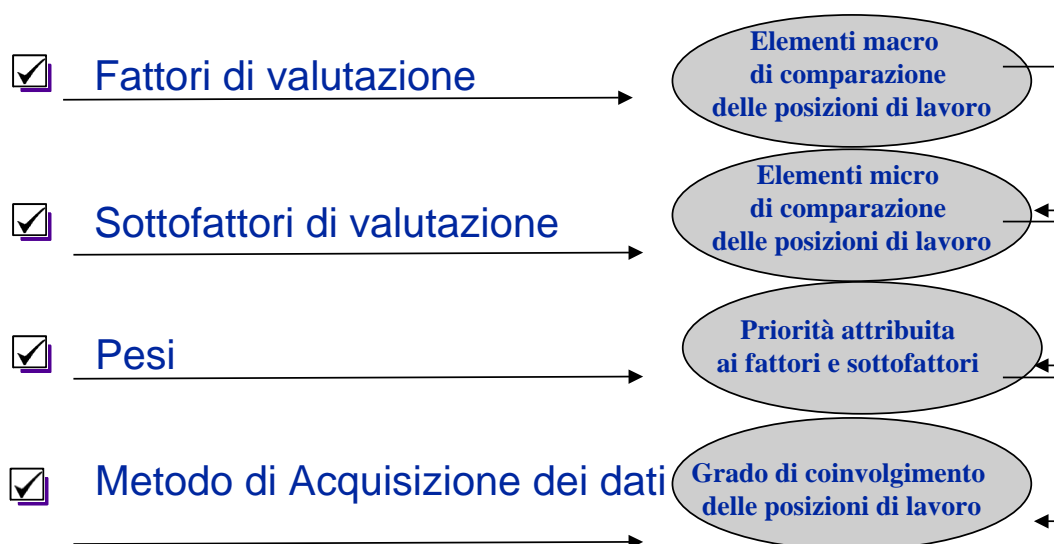 Fattori di valutazione
Elementi macro
di comparazione
delle posizioni di lavoro
Sottofattori di valutazione
Elementi micro
di comparazione
delle posizioni di lavoro
Pesi
Priorità attribuita
ai fattori e sottofattori
Metodo di Acquisizione dei dati
Grado di coinvolgimento
delle posizioni di lavoro